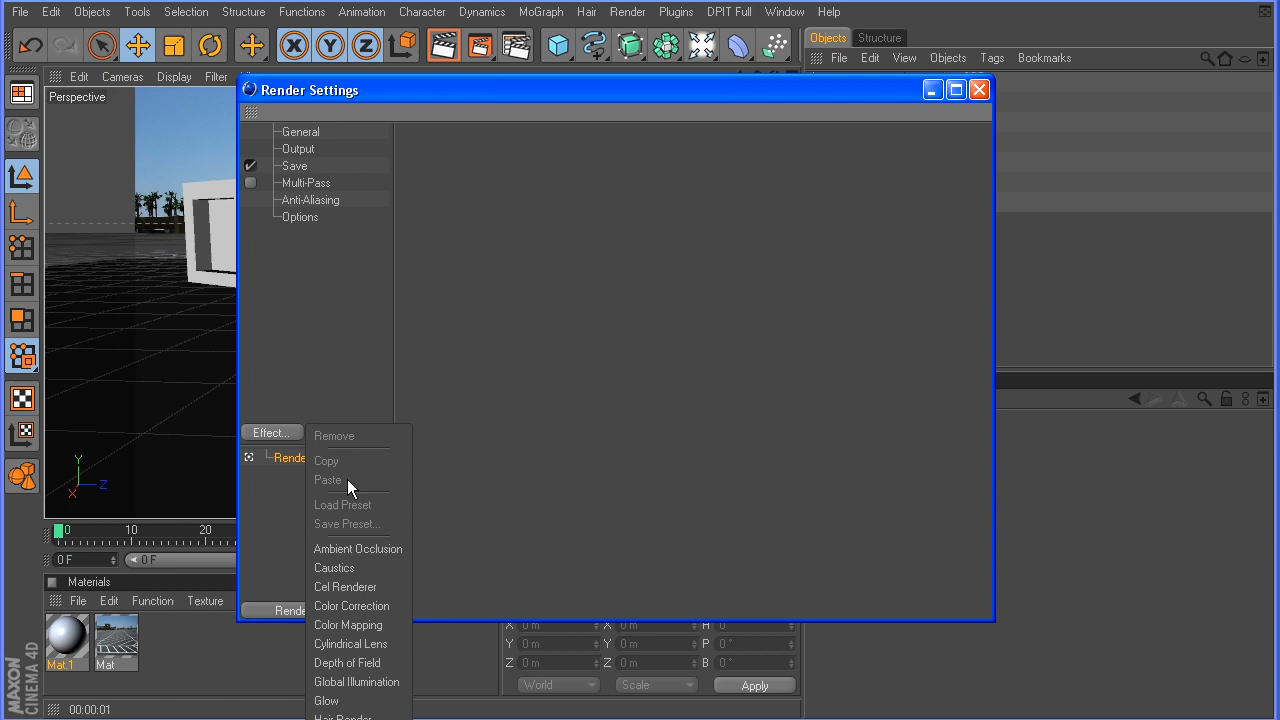 File Edit Objects Tools Selection Structure Functions Animation Character Dynamics MoGraph Hair Render Plugins DPIT Full Window Help
Objects Structure
File Edit View Objects Tags Bookmarks
Edit Cameras Display Filter
Perspective
Render Settings
General
Output
Save
Multi-Pass
Anti-Aliasing
Options
Effect...
Rende
Remove
Copy
Paste
Load Preset
Save Preset...
Ambient Occlusion
Caustics
Cel Renderer
Color Correction
Color Mapping
Cylindrical Lens
Depth of Field
Global Illumination
Glow
Hair Render
Rende
Y
Z
X
0 10 20
0 F 0 F
Materials
File Edit Function Texture
Mat.1 Mat
X 0 m X 0 m H 0 °
Y 0 m Y 0 m P 0 °
Z 0 m Z 0 m B 0 °
World Scale Apply
00:00:01
MAXON
CINEMA 4D